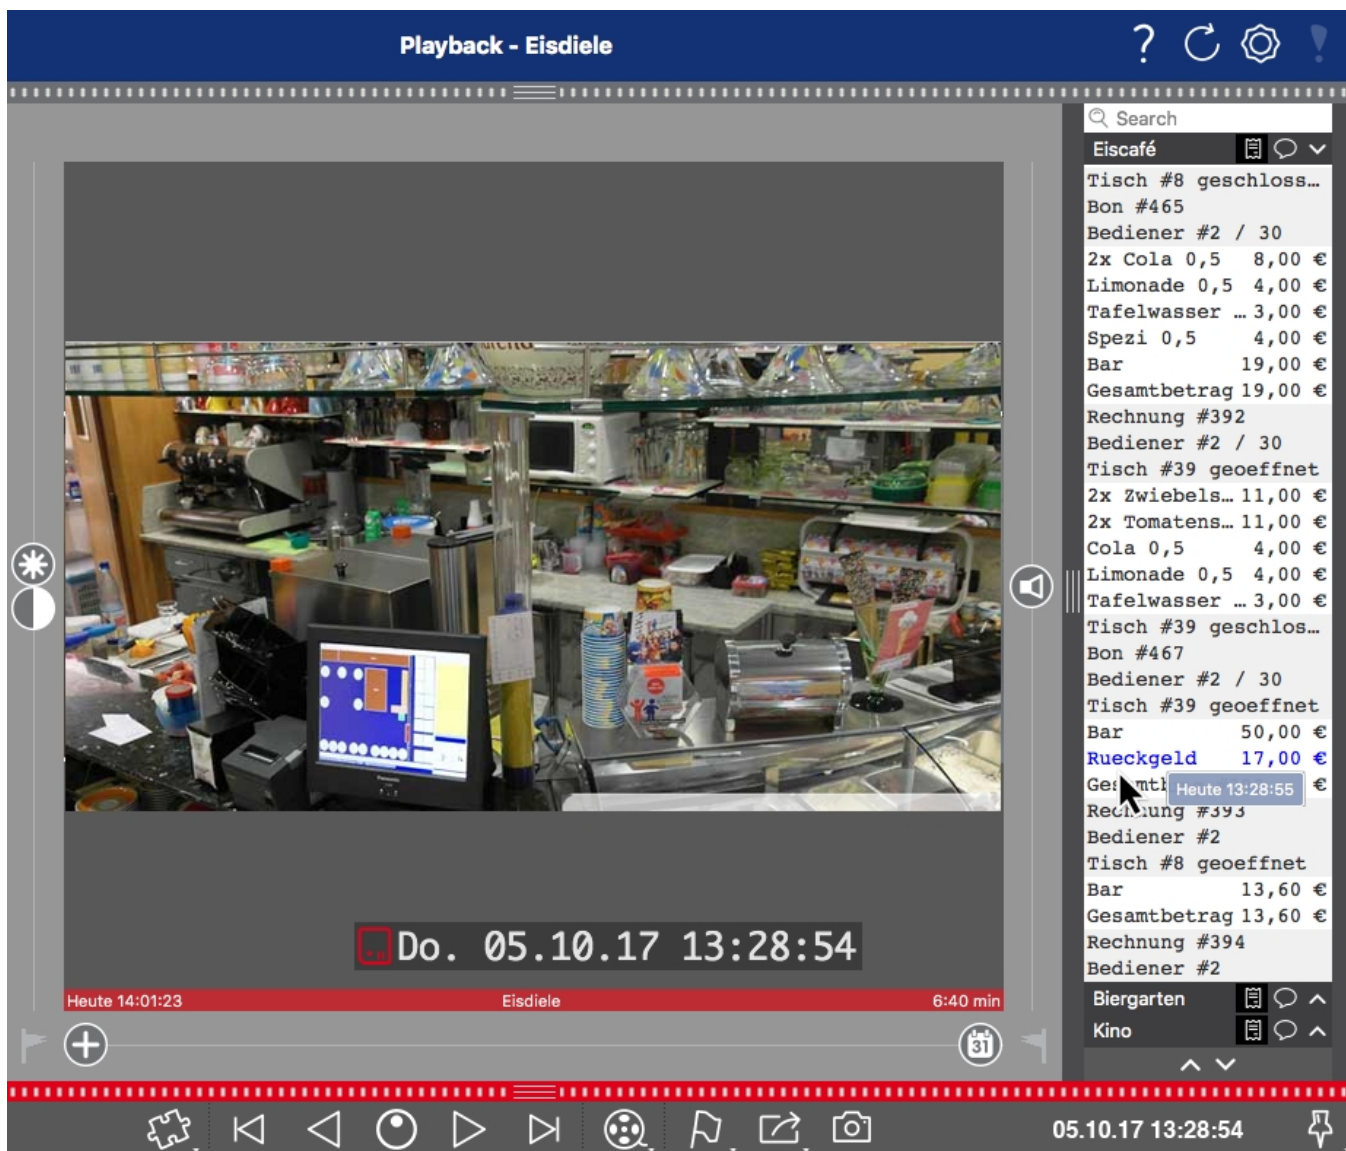 Playback - Eisdiele
Search
Eiscafé
Tisch #8 geschloss…
Bon #465
Bediener #2 / 30
2x Cola 0,5 8,00 €
Limonade 0,5 4,00 €
Tafelwasser … 3,00 €
Spezi 0,5 4,00 €
Bar 19,00 €
Gesamtbetrag 19,00 €
Rechnung #392
Bediener #2 / 30
Tisch #39 geoeffnet
2x Zwiebels… 11,00 €
2x Tomatens… 11,00 €
Cola 0,5 4,00 €
Limonade 0,5 4,00 €
Tafelwasser … 3,00 €
Tisch #39 geschlos…
Bon #467
Bediener #2 / 30
Tisch #39 geoeffnet
Bar 50,00 €
Rueckgeld 17,00 €
€
Heute 13:28:55
Rechnung #393
Bediener #2
Tisch #8 geoeffnet
Bar 13,60 €
Gesamtbetrag 13,60 €
Rechnung #394
Bediener #2
Biergarten
Kino
Do. 05.10.17 13:28:54
Heute 14:01:23 Eisdiele 6:40 min
31
05.10.17 13:28:54